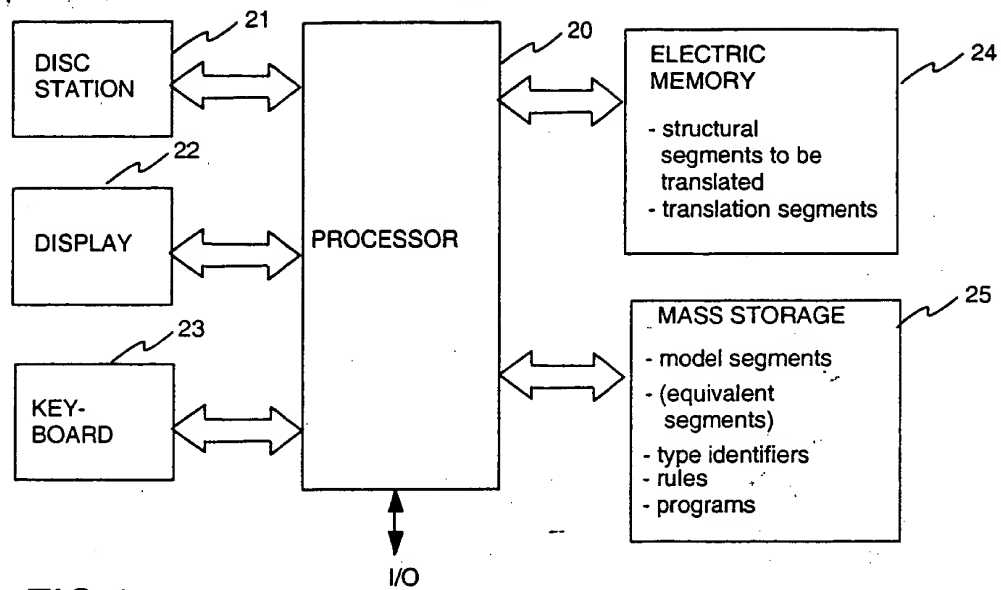 DISC
STATION
21
DISPLAY
22
KEY-
BOARD
23
PROCESSOR
20
I/O
ELECTRIC
MEMORY
- structural
segments to be
translated
- translation segments
24
MASS STORAGE
- model segments
- (equivalent
segments)
- type identifiers
- rules
- programs
25